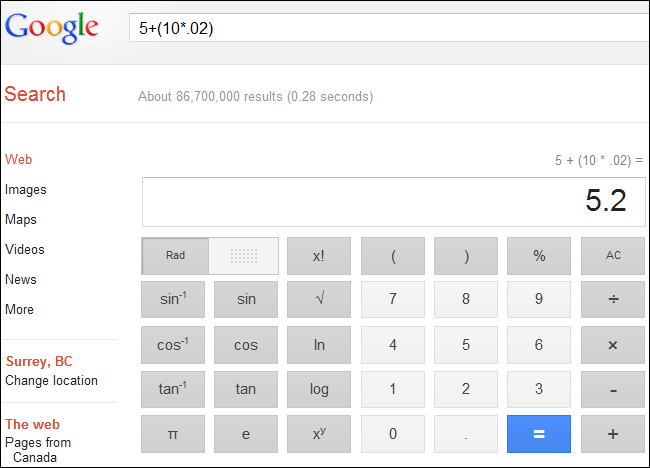 Google
5+(10*.02)
Search
About 86,700,000 results (0.28 seconds)
Web
Images
Maps
Videos
News
More
Surrey, BC
Change location
The web
Pages from
Canada
5 + (10 * .02) =
5.2
Rad x! ( ) % AC
sin⁻¹ sin √ 7 8 9 ÷
cos⁻¹ cos ln 4 5 6 ×
tan⁻¹ tan log 1 2 3 -
π e xʸ 0 . = +